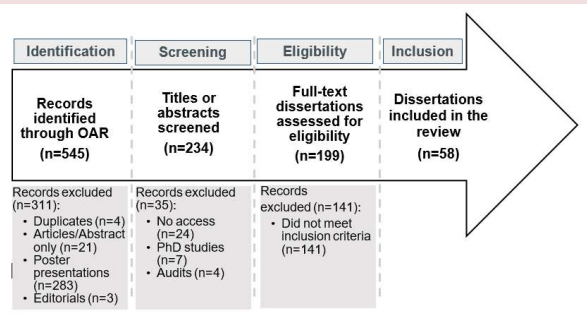 Identification
Screening
Eligibility
Inclusion
Records
identified
through OAR
(n=545)
Titles or
abstracts
screened
(n=234)
Full-text
dissertations
assessed for
eligibility
(n=199)
Dissertations
included in the
review
(n=58)
Records excluded
(n=311):
• Duplicates (n=4)
• Articles/Abstract
only (n=21)
• Poster
presentations
(n=283)
• Editorials (n=3)
Records excluded
(n=35):
• No access
(n=24)
• PhD studies
(n=7)
• Audits (n=4)
Records
excluded (n=141):
• Did not meet
inclusion criteria
(n=141)